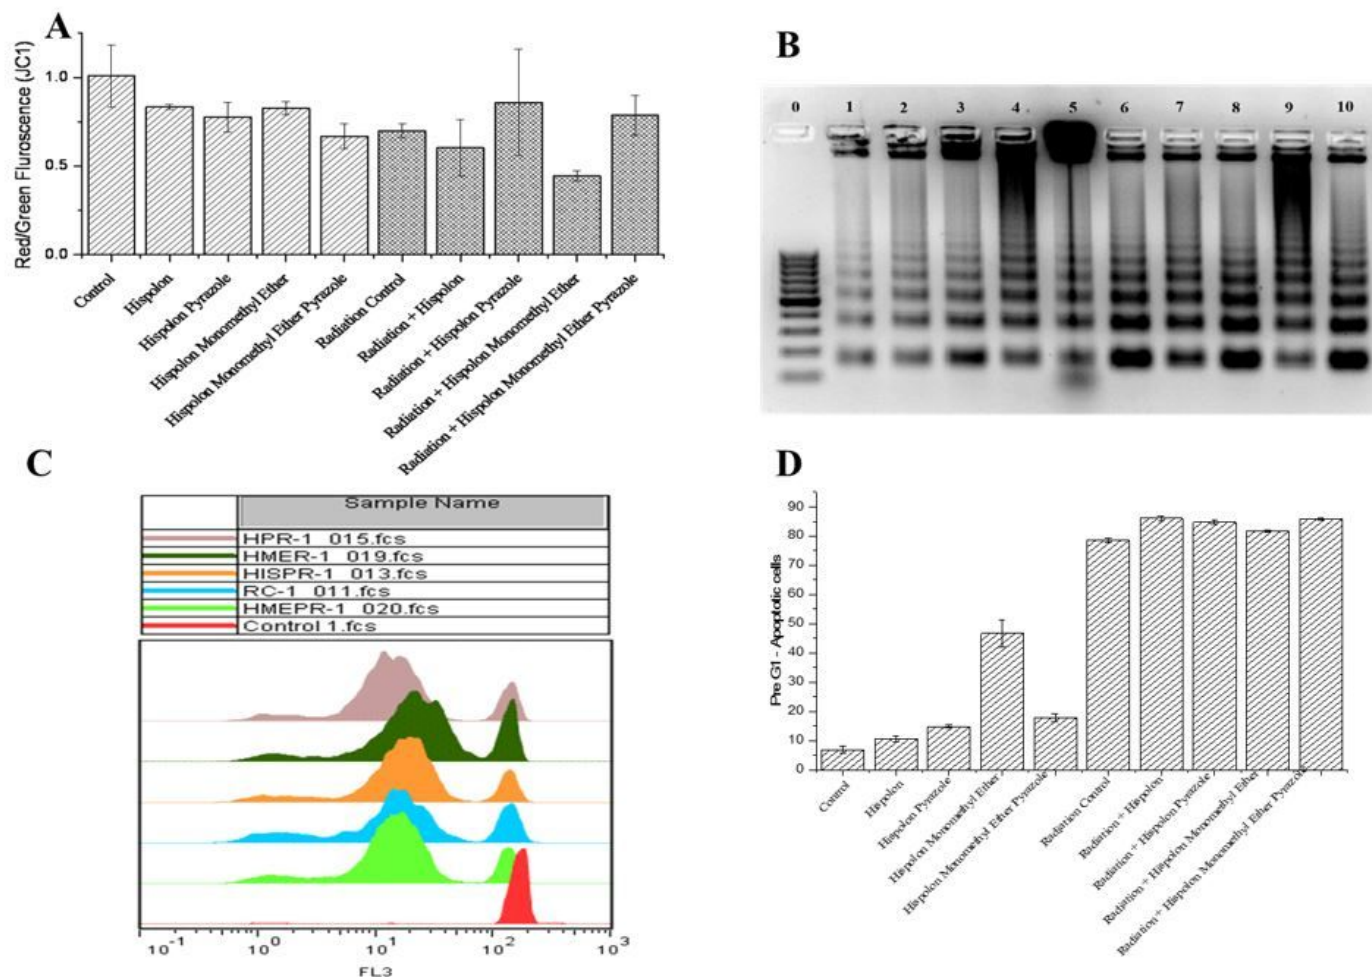 A
Red/Green Fluroscence (JC1)
1.0
0.5
0.0
Control
Hispolon
Hispolon Pyrazole
Hispolon Monomethyl Ether
Hispolon Monomethyl Ether Pyrazole
Radiation Control
Radiation + Hispolon
Radiation + Hispolon Pyrazole
Radiation + Hispolon Monomethyl Ether
Radiation + Hispolon Monomethyl Ether Pyrazole
B
0 1 2 3 4 5 6 7 8 9 10
C
Sample Name
HPR-1 015.fcs
HMER-1 019.fcs
HISPR-1 013.fcs
RC-1 011.fcs
HMEPR-1 020.fcs
Control 1.fcs
10-1 100 101 102 103
FL3
D
Pre G1 - Apoptotic cells
90
80
70
60
50
40
30
20
10
0
Control
Hispolon
Hispolon Pyrazole
Hispolon Monomethyl Ether
Hispolon Monomethyl Ether Pyrazole
Radiation Control
Radiation + Hispolon
Radiation + Hispolon Pyrazole
Radiation + Hispolon Monomethyl Ether
Radiation + Hispolon Monomethyl Ether Pyrazole